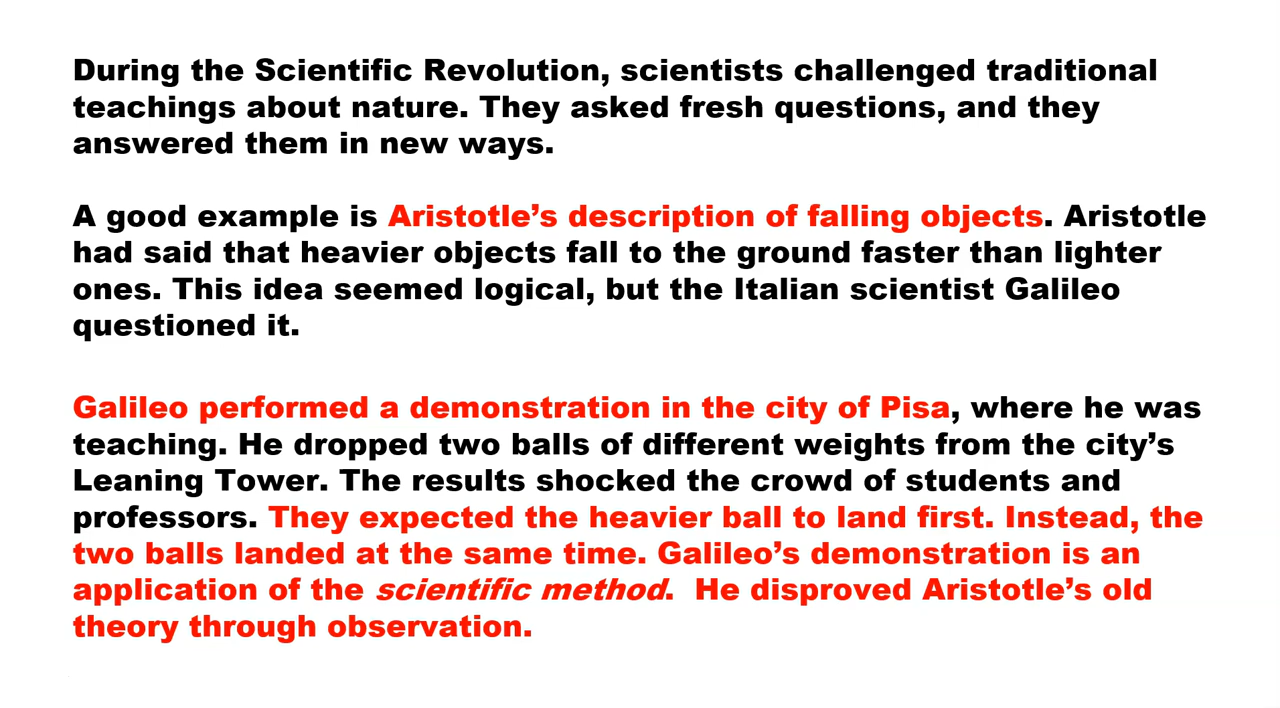 During the Scientific Revolution, scientists challenged traditional
teachings about nature. They asked fresh questions, and they
answered them in new ways.
A good example is Aristotle’s description of falling objects. Aristotle
had said that heavier objects fall to the ground faster than lighter
ones. This idea seemed logical, but the Italian scientist Galileo
questioned it.
Galileo performed a demonstration in the city of Pisa, where he was
teaching. He dropped two balls of different weights from the city’s
Leaning Tower. The results shocked the crowd of students and
professors. They expected the heavier ball to land first. Instead, the
two balls landed at the same time. Galileo’s demonstration is an
application of the scientific method.  He disproved Aristotle’s old
theory through observation.